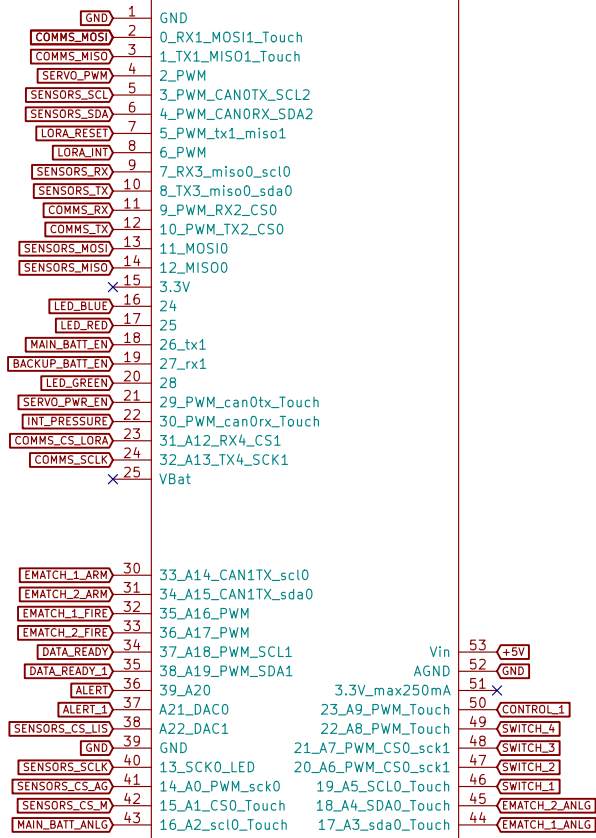 GND 1 GND
COMMS_MOSI 2 0_RX1_MOSI1_Touch
COMMS_MISO 3 1_TX1_MISO1_Touch
SERVO_PWM 4 2_PWM
SENSORS_SCL 5 3_PWM_CAN0TX_SCL2
SENSORS_SDA 6 4_PWM_CAN0RX_SDA2
LORA_RESET 7 5_PWM_tx1_miso1
LORA_INT 8 6_PWM
SENSORS_RX 9 7_RX3_miso0_scl0
SENSORS_TX 10 8_TX3_miso0_sda0
COMMS_RX 11 9_PWM_RX2_CS0
COMMS_TX 12 10_PWM_TX2_CS0
SENSORS_MOSI 13 11_MOSI0
SENSORS_MISO 14 12_MISO0
15 3.3V
LED_BLUE 16 24
LED_RED 17 25
MAIN_BATT_EN 18 26_tx1
BACKUP_BATT_EN 19 27_rx1
LED_GREEN 20 28
SERVO_PWR_EN 21 29_PWM_can0tx_Touch
INT_PRESSURE 22 30_PWM_can0rx_Touch
COMMS_CS_LORA 23 31_A12_RX4_CS1
COMMS_SCLK 24 32_A13_TX4_SCK1
25 VBat
EMATCH_1_ARM 30 33_A14_CAN1TX_scl0
EMATCH_2_ARM 31 34_A15_CAN1TX_sda0
EMATCH_1_FIRE 32 35_A16_PWM
EMATCH_2_FIRE 33 36_A17_PWM
DATA_READY 34 37_A18_PWM_SCL1 Vin 53 +5V
DATA_READY_1 35 38_A19_PWM_SDA1 AGND 52 GND
ALERT 36 39_A20 3.3V_max250mA 51
ALERT_1 37 A21_DAC0 23_A9_PWM_Touch 50 CONTROL_1
SENSORS_CS_LIS 38 A22_DAC1 22_A8_PWM_Touch 49 SWITCH_4
GND 39 GND 21_A7_PWM_CS0_sck1 48 SWITCH_3
SENSORS_SCLK 40 13_SCK0_LED 20_A6_PWM_CS0_sck1 47 SWITCH_2
SENSORS_CS_AG 41 14_A0_PWM_sck0 19_A5_SCL0_Touch 46 SWITCH_1
SENSORS_CS_M 42 15_A1_CS0_Touch 18_A4_SDA0_Touch 45 EMATCH_2_ANLG
MAIN_BATT_ANLG 43 16_A2_scl0_Touch 17_A3_sda0_Touch 44 EMATCH_1_ANLG